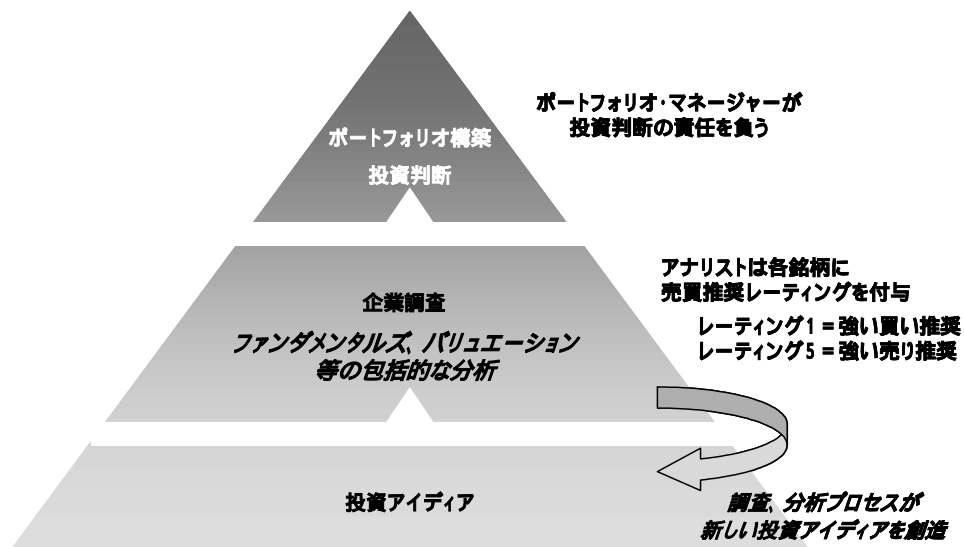 ポートフォリオ・マネージャーが
投資判断の責任を負う
ポートフォリオ構築
投資判断
アナリストは各銘柄に
売買推奨レーティングを付与
レーティング1=強い買い推奨
レーティング5=強い売り推奨
企業調査
ファンダメンタルズ、バリュエーション
等の包括的な分析
投資アイディア
調査、分析プロセスが
新しい投資アイディアを創造